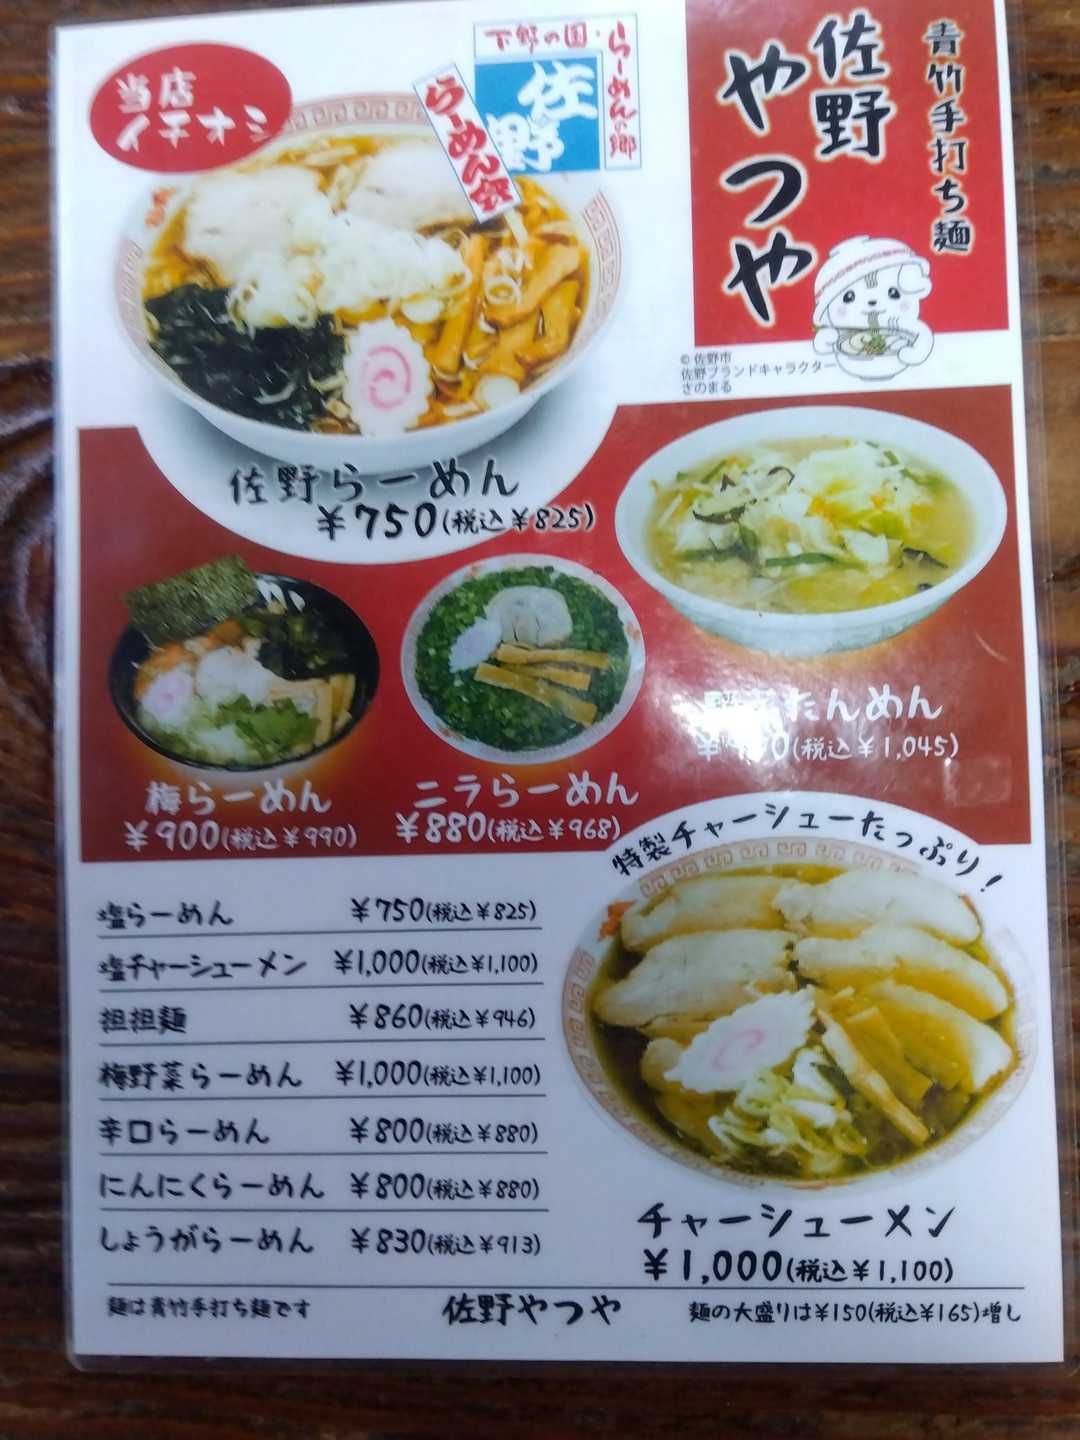 青竹手打ち麺
佐野
やつや
当店
イチオシ
下野の国・らーめんの郷
佐野
らーめん会
© 佐野市
佐野ブランドキャラクター
さのまる
佐野らーめん
¥750(税込¥825)
たんめん
(税込¥1,045)
梅らーめん
¥900(税込¥990)
ニラらーめん
¥880(税込¥968)
特製チャーシューたっぷり!
塩らーめん ¥750(税込¥825)
塩チャーシューメン ¥1,000(税込¥1,100)
担担麺 ¥860(税込¥946)
梅野菜らーめん ¥1,000(税込¥1,100)
辛口らーめん ¥800(税込¥880)
にんにくらーめん ¥800(税込¥880)
しょうがらーめん ¥830(税込¥913)
チャーシューメン
¥1,000(税込¥1,100)
麺は青竹手打ち麺です
佐野やつや
麺の大盛りは¥150(税込¥165)増し